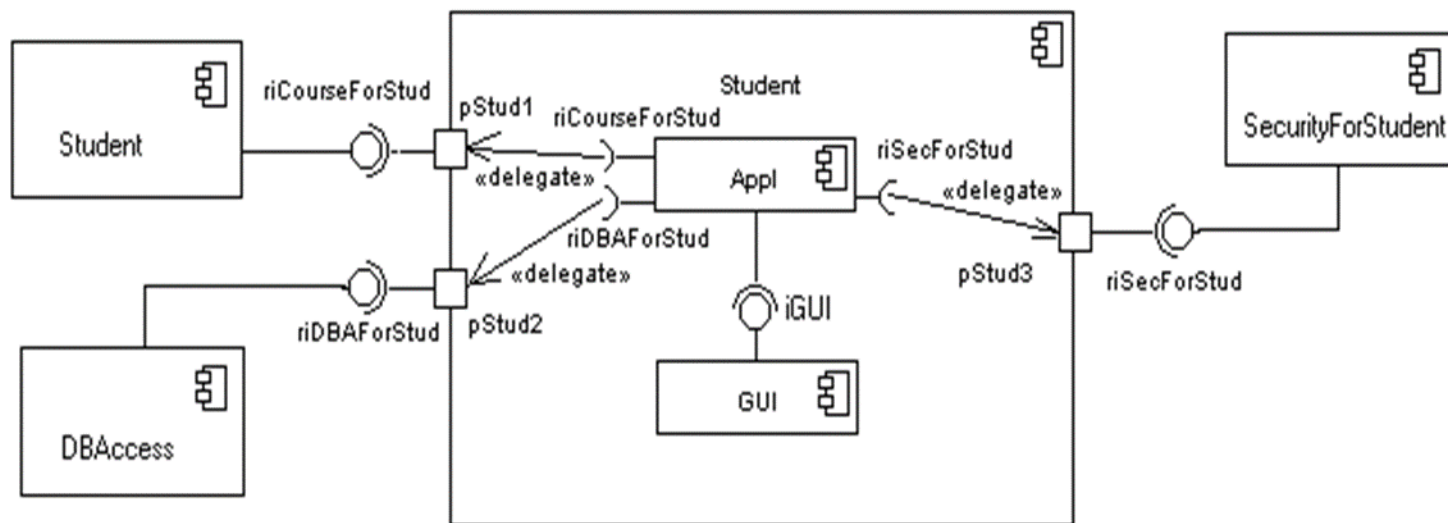 Student
riCourseForStud
Student
pStud1
riCourseForStud
«delegate»
Appl
riSecForStud
«delegate»
SecurityForStudent
riDBAForStud
«delegate»
pStud3
riSecForStud
riDBAForStud
pStud2
iGUI
GUI
DBAccess